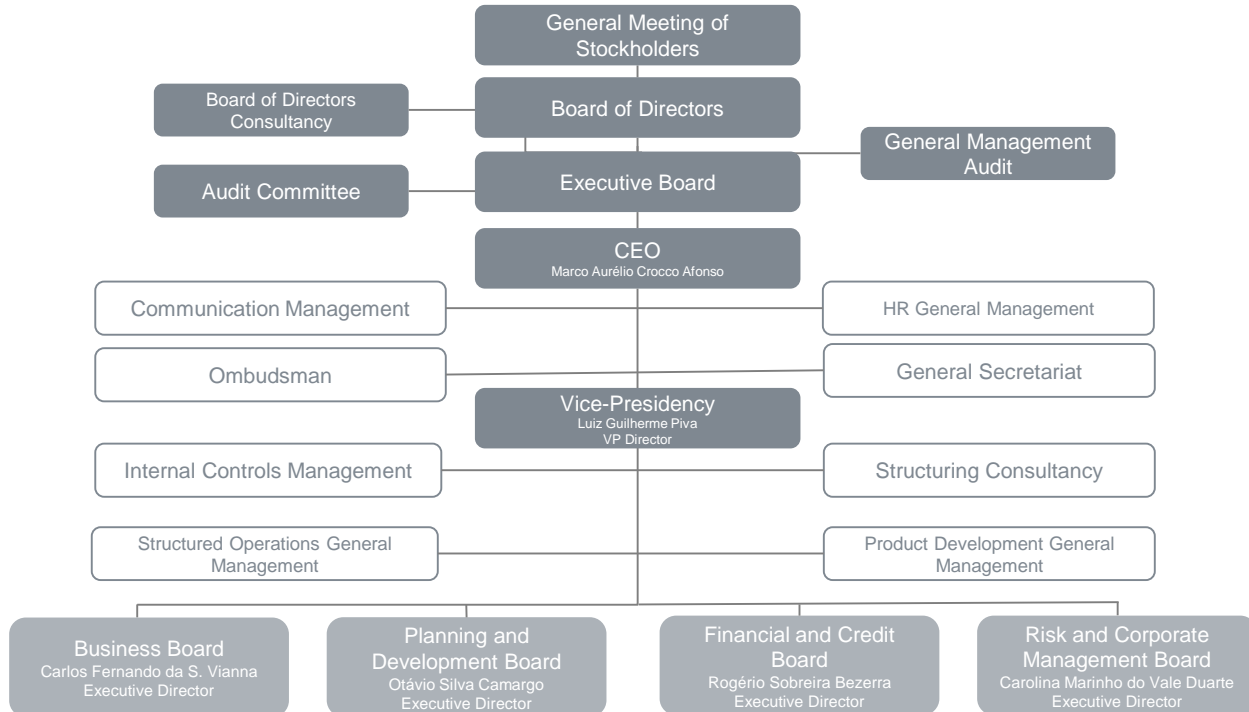 General Meeting of
Stockholders
Board of Directors
Consultancy
Board of Directors
General Management
Audit
Audit Committee
Executive Board
CEO
Marco Aurélio Crocco Afonso
Communication Management
HR General Management
Ombudsman
General Secretariat
Vice-Presidency
Luiz Guilherme Piva
VP Director
Internal Controls Management
Structuring Consultancy
Structured Operations General
Management
Product Development General
Management
Business Board
Carlos Fernando da S. Vianna
Executive Director
Planning and
Development Board
Otávio Silva Camargo
Executive Director
Financial and Credit
Board
Rogério Sobreira Bezerra
Executive Director
Risk and Corporate
Management Board
Carolina Marinho do Vale Duarte
Executive Director